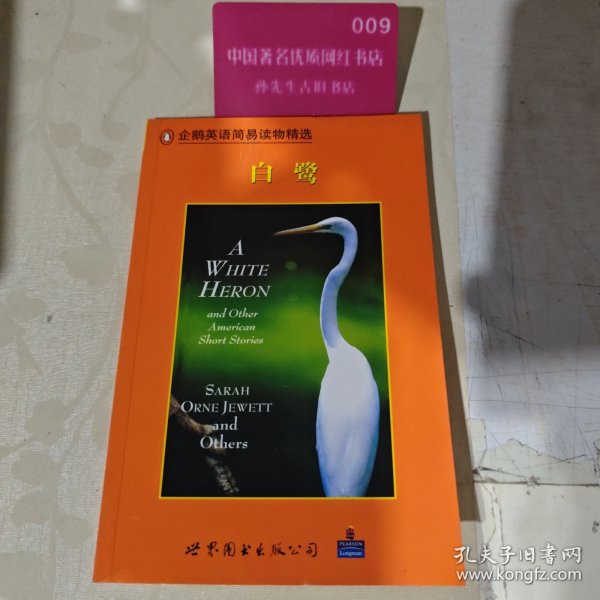 009
中国著名优质网红书店
孙先生古旧书店
企鹅英语简易读物精选
白鹭
A
WHITE
HERON
and Other
American
Short Stories
SARAH
ORNE JEWETT
and
Others
世界图书出版公司
PEARSON
Longman
孔夫子旧书网
www.kongfz.com